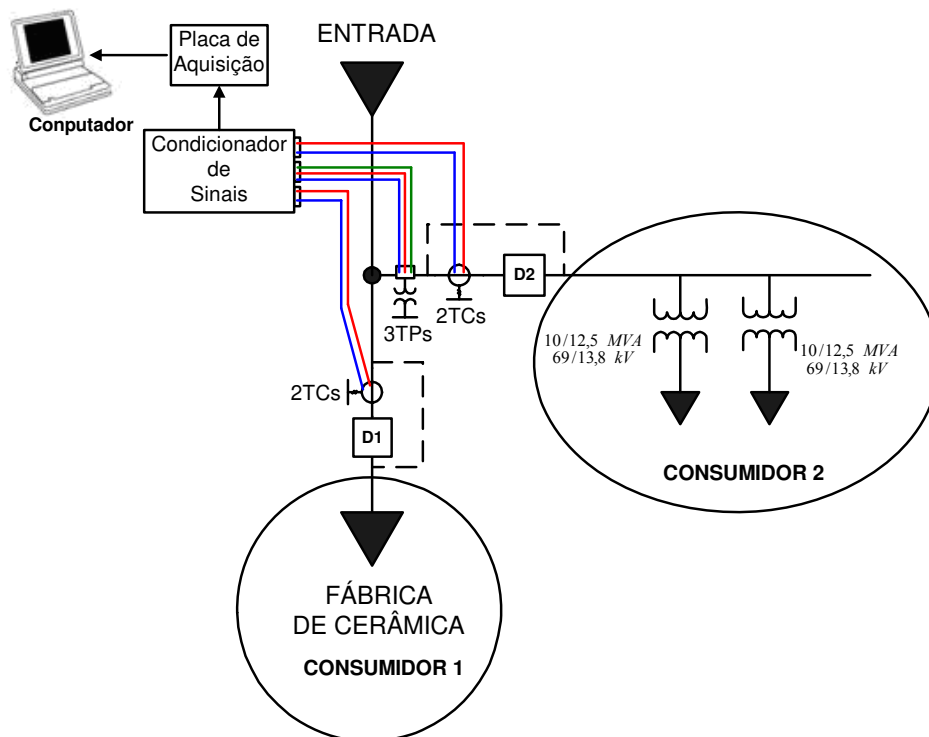 ENTRADA
Placa de
Aquisição
Conputador
Condicionador
de
Sinais
D2
3TPs
2TCs
10/12,5 MVA
69/13,8 kV
10/12,5 MVA
69/13,8 kV
2TCs
D1
CONSUMIDOR 2
FÁBRICA
DE CERÂMICA
CONSUMIDOR 1